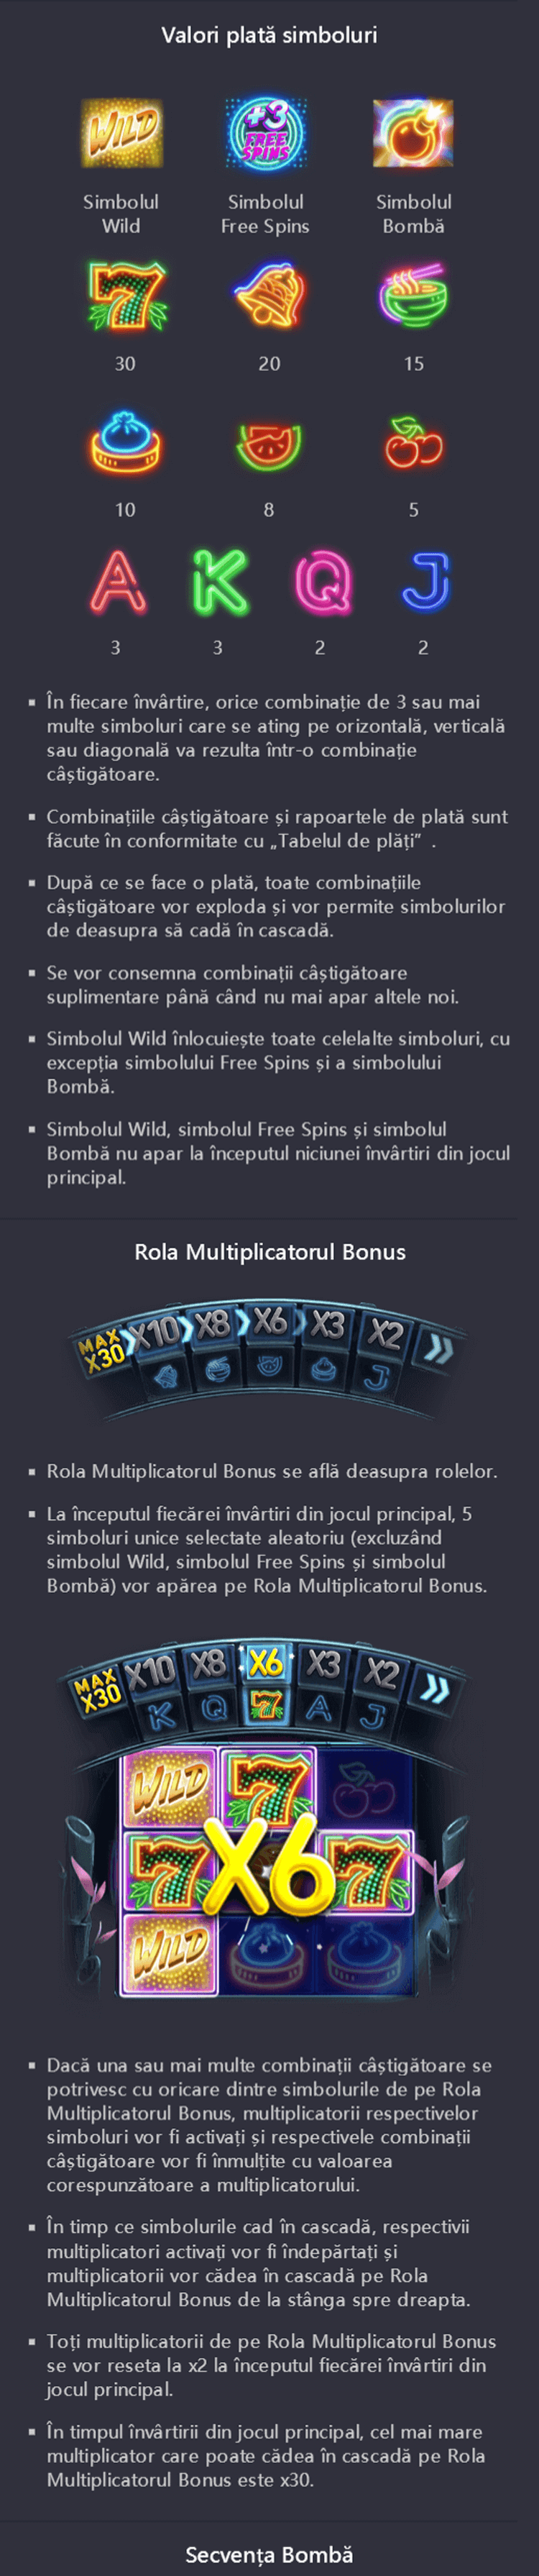 Valori plată simboluri
WILD
+3
FREE
SPINS
Simbolul
Wild
Simbolul
Free Spins
Simbolul
Bombă
7
30
20
15
10
8
5
A K Q J
3 3 2 2
▪ În fiecare învârtire, orice combinație de 3 sau mai
multe simboluri care se ating pe orizontală, verticală
sau diagonală va rezulta într-o combinație
câștigătoare.
▪ Combinațiile câștigătoare și rapoartele de plată sunt
făcute în conformitate cu „Tabelul de plăți” .
▪ După ce se face o plată, toate combinațiile
câștigătoare vor exploda și vor permite simbolurilor
de deasupra să cadă în cascadă.
▪ Se vor consemna combinații câștigătoare
suplimentare până când nu mai apar altele noi.
▪ Simbolul Wild înlocuiește toate celelalte simboluri, cu
excepția simbolului Free Spins și a simbolului
Bombă.
▪ Simbolul Wild, simbolul Free Spins și simbolul
Bombă nu apar la începutul niciunei învârtiri din jocul
principal.
Rola Multiplicatorul Bonus
MAX
X30
X10 X8 X6 X3 X2
J
▪ Rola Multiplicatorul Bonus se află deasupra rolelor.
▪ La începutul fiecărei învârtiri din jocul principal, 5
simboluri unice selectate aleatoriu (excluzând
simbolul Wild, simbolul Free Spins și simbolul
Bombă) vor apărea pe Rola Multiplicatorul Bonus.
MAX
X30
X10 X8 X6 X3 X2
K Q 7 A J
WILD 7
7 X6 7
WILD
▪ Dacă una sau mai multe combinații câștigătoare se
potrivesc cu oricare dintre simbolurile de pe Rola
Multiplicatorul Bonus, multiplicatorii respectivelor
simboluri vor fi activați și respectivele combinații
câștigătoare vor fi înmulțite cu valoarea
corespunzătoare a multiplicatorului.
▪ În timp ce simbolurile cad în cascadă, respectivii
multiplicatori activați vor fi îndepărtați și
multiplicatorii vor cădea în cascadă pe Rola
Multiplicatorul Bonus de la stânga spre dreapta.
▪ Toți multiplicatorii de pe Rola Multiplicatorul Bonus
se vor reseta la x2 la începutul fiecărei învârtiri din
jocul principal.
▪ În timpul învârtirii din jocul principal, cel mai mare
multiplicator care poate cădea în cascadă pe Rola
Multiplicatorul Bonus este x30.
Secvența Bombă